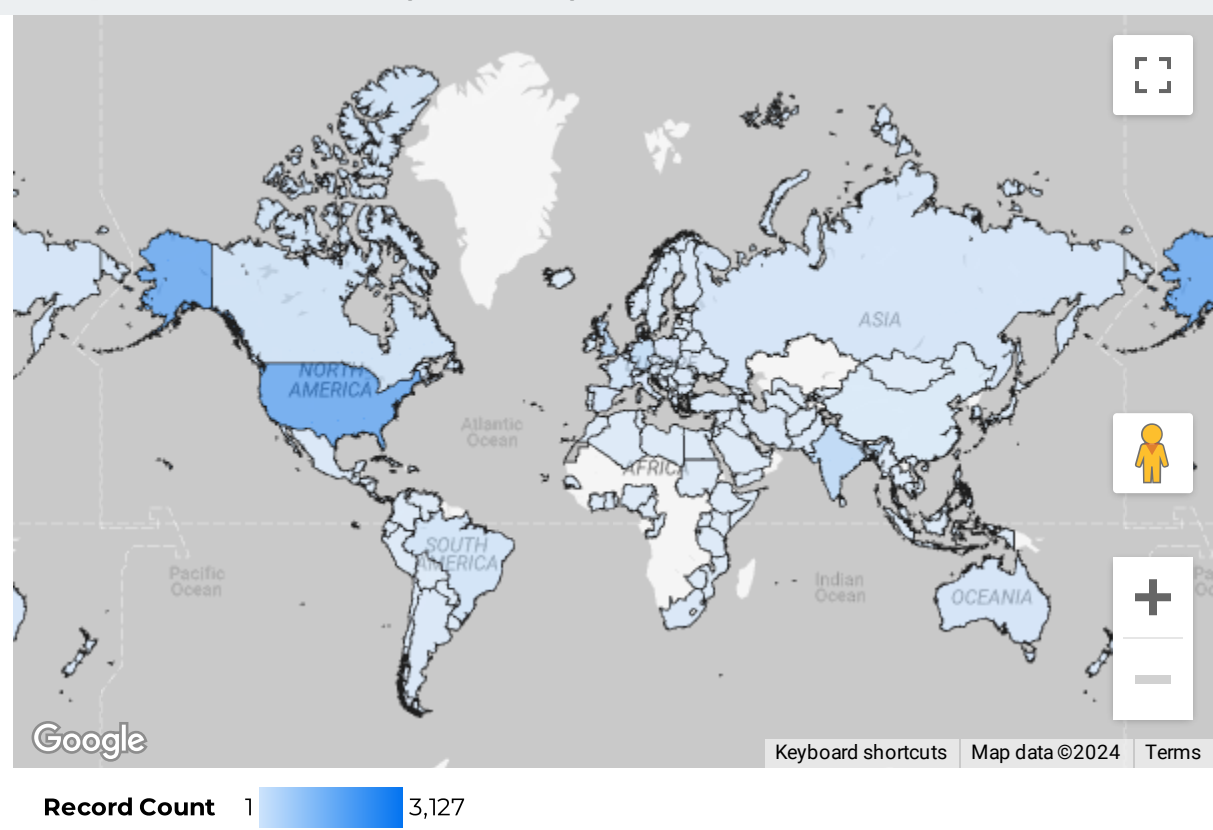 ASIA
NORTH
AMERICA
Atlantic
Ocean
AFRICA
SOUTH
AMERICA
Pacific
Ocean
Indian
Ocean
OCEANIA
Google
Keyboard shortcuts
Map data ©2024
Terms
Record Count 1 3,127